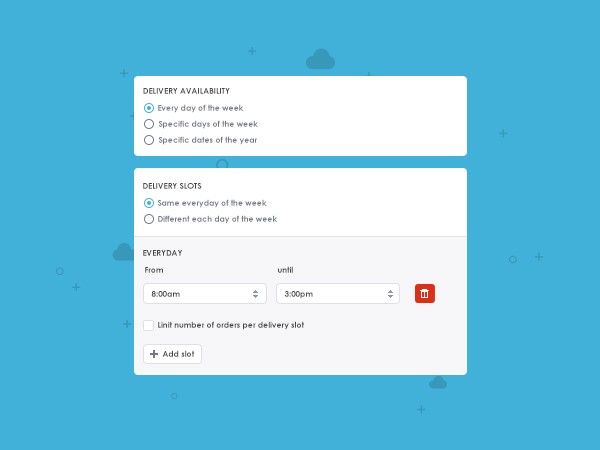 DELIVERY AVAILABILITY
Every day of the week
Specific days of the week
Specific dates of the year
DELIVERY SLOTS
Same everyday of the week
Different each day of the week
EVERYDAY
From until
8:00am 3:00pm
Linit number of orders per delivery slot
Add slot